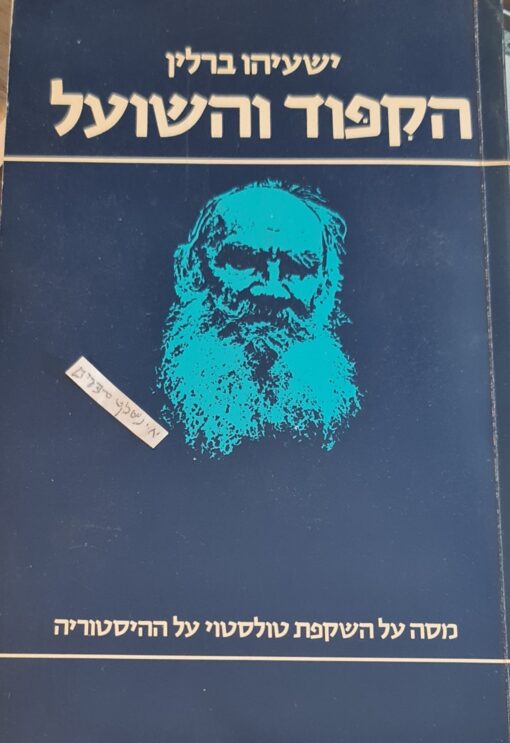 ישעיהו ברלין
הקִפּוד והשועל
מסה על השקפת טולסטוי על ההיסטוריה